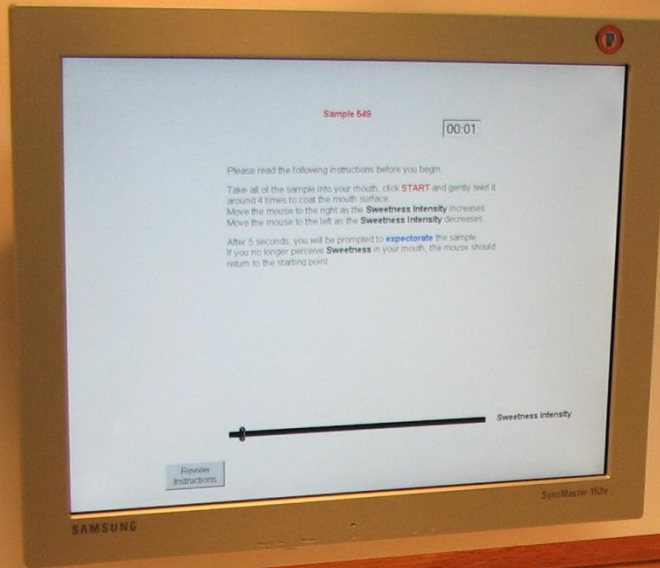 Sample 549
00:01
Please read the following instructions before you begin.
Take all of the sample into your mouth, click START and gently swirl it
around 4 times to coat the mouth surface.
Move the mouse to the right as the Sweetness Intensity increases.
Move the mouse to the left as the Sweetness Intensity decreases.
After 5 seconds, you will be prompted to expectorate the sample.
If you no longer perceive Sweetness in your mouth, the mouse should
return to the starting point.
Sweetness Intensity
Review
Instructions
SAMSUNG
SyncMaster 153v